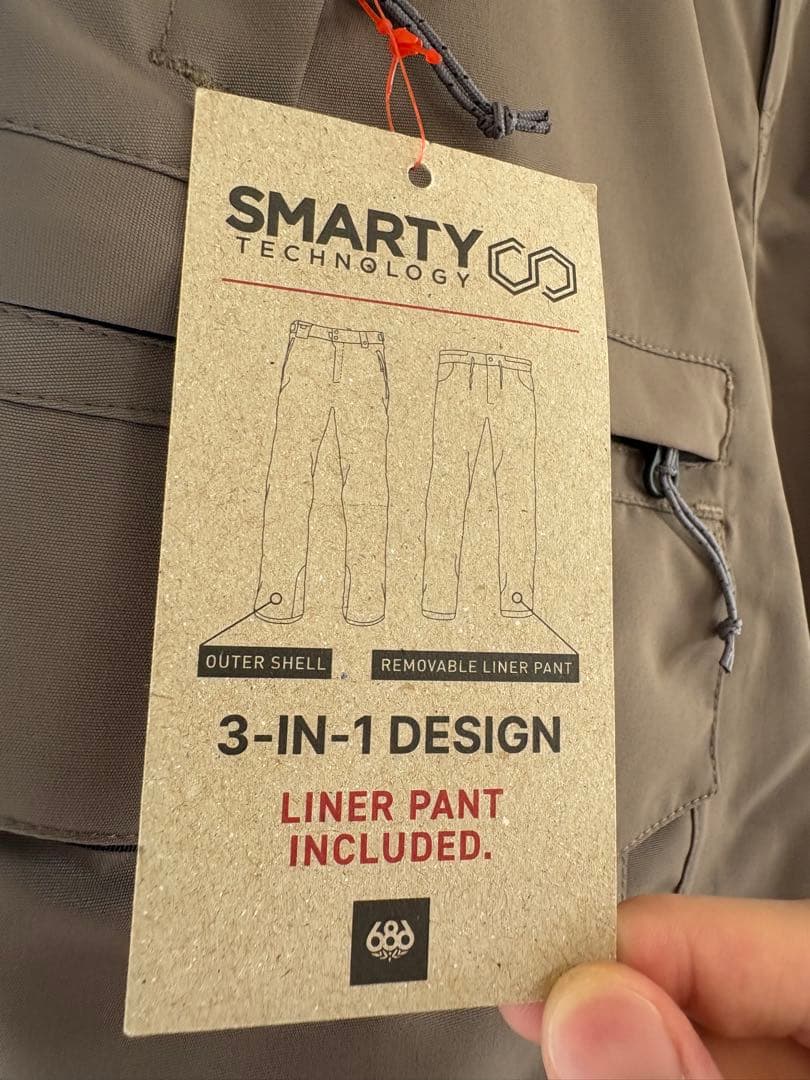 SMARTY
TECHNOLOGY
OUTER SHELL
REMOVABLE LINER PANT
3-IN-1 DESIGN
LINER PANT
INCLUDED.
686